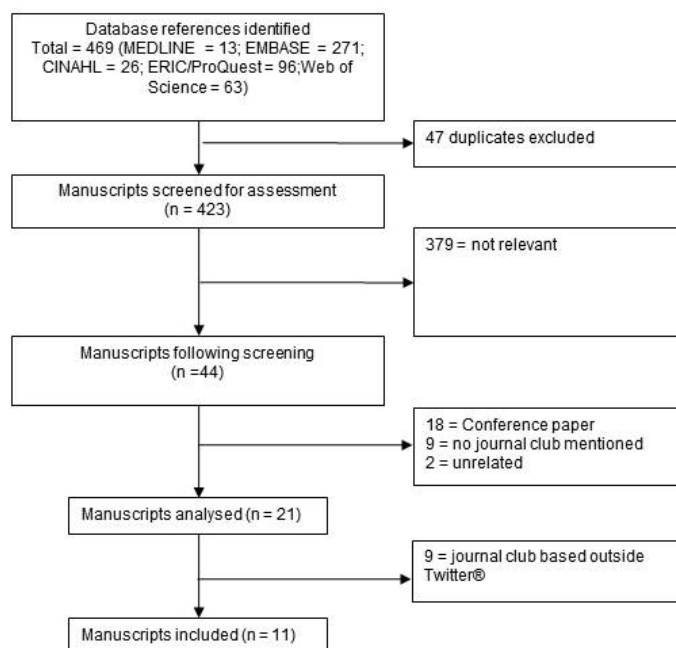 Database references identified
Total = 469 (MEDLINE = 13; EMBASE = 271;
CINAHL = 26; ERIC/ProQuest = 96;Web of
Science = 63)
47 duplicates excluded
Manuscripts screened for assessment
(n = 423)
379 = not relevant
Manuscripts following screening
(n =44)
18 = Conference paper
9 = no journal club mentioned
2 = unrelated
Manuscripts analysed (n = 21)
9 = journal club based outside
Twitter®
Manuscripts included (n = 11)